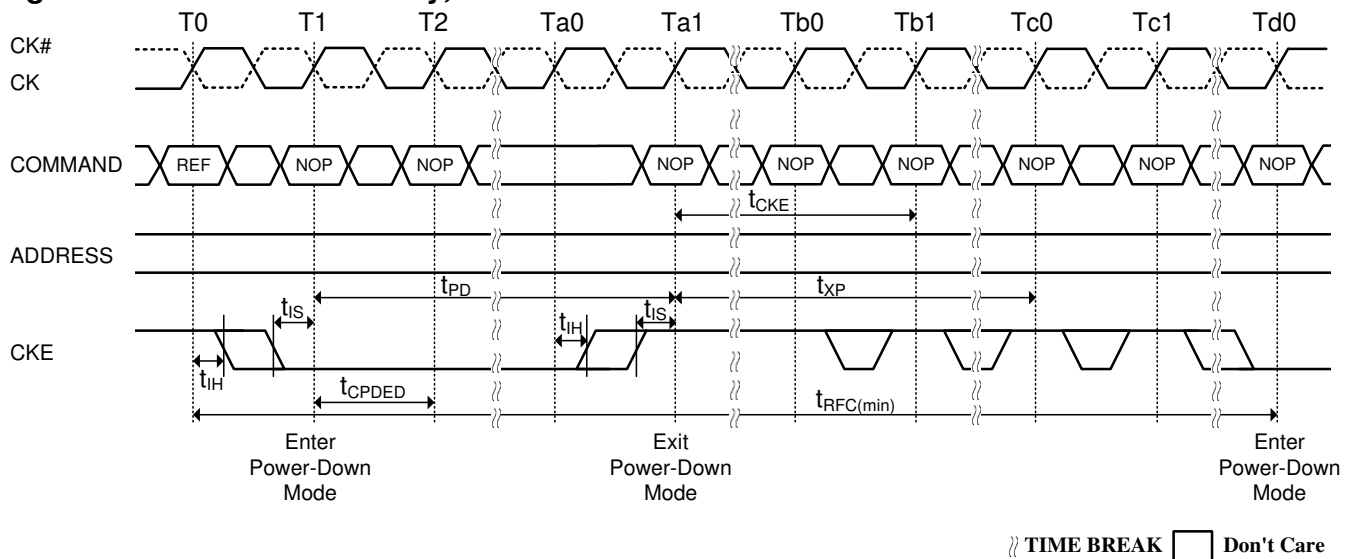 T0 T1 T2 Ta0 Ta1 Tb0 Tb1 Tc0 Tc1 Td0
CK#
CK
COMMAND REF NOP NOP NOP NOP NOP NOP NOP NOP
tCKE
ADDRESS
tPD tXP
tIS tIH tIS
CKE
tIH
tCPDED tRFC(min)
Enter Power-Down Mode
Exit Power-Down Mode
Enter Power-Down Mode
TIME BREAK Don't Care